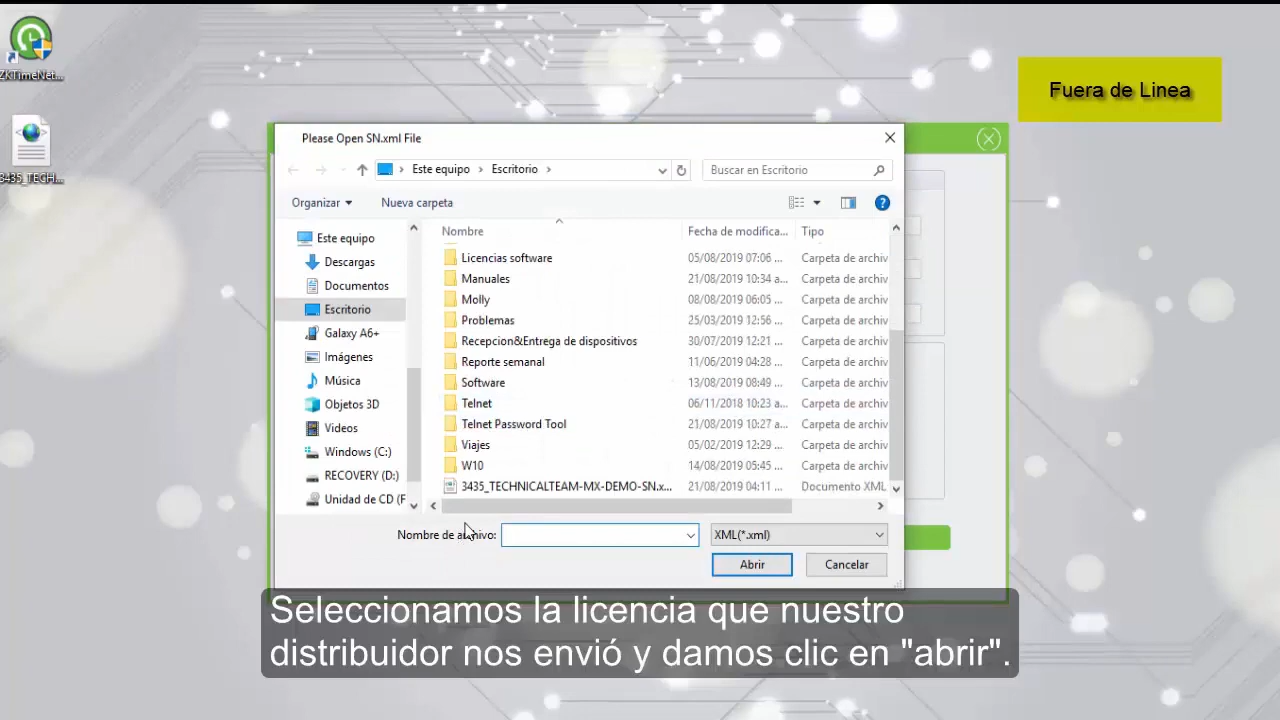 ZKTimeNet...
3435_TECH...
Fuera de Linea
Please Open SN.xml File
Este equipo
Escritorio
Buscar en Escritorio
Organizar
Nueva carpeta
Nombre
Fecha de modifica...
Tipo
Este equipo
Descargas
Documentos
Escritorio
Galaxy A6+
Imágenes
Música
Objetos 3D
Videos
Windows (C:)
RECOVERY (D:)
Unidad de CD (F
Licencias software 05/08/2019 07:06 ... Carpeta de archiv
Manuales 21/08/2019 10:34 a... Carpeta de archiv
Molly 08/08/2019 06:05 ... Carpeta de archiv
Problemas 25/03/2019 12:56 ... Carpeta de archiv
Recepcion&Entrega de dispositivos 30/07/2019 12:21 ... Carpeta de archiv
Reporte semanal 11/06/2019 04:28 ... Carpeta de archiv
Software 13/08/2019 08:49 ... Carpeta de archiv
Telnet 06/11/2018 10:23 a... Carpeta de archiv
Telnet Password Tool 21/08/2019 10:27 a... Carpeta de archiv
Viajes 05/02/2019 12:29 ... Carpeta de archiv
W10 14/08/2019 05:45 ... Carpeta de archiv
3435_TECHNICALTEAM-MX-DEMO-SN.x... 21/08/2019 04:11 ... Documento XML
Nombre de archivo:
XML(*.xml)
Abrir
Cancelar
Seleccionamos la licencia que nuestro
distribuidor nos envió y damos clic en "abrir".